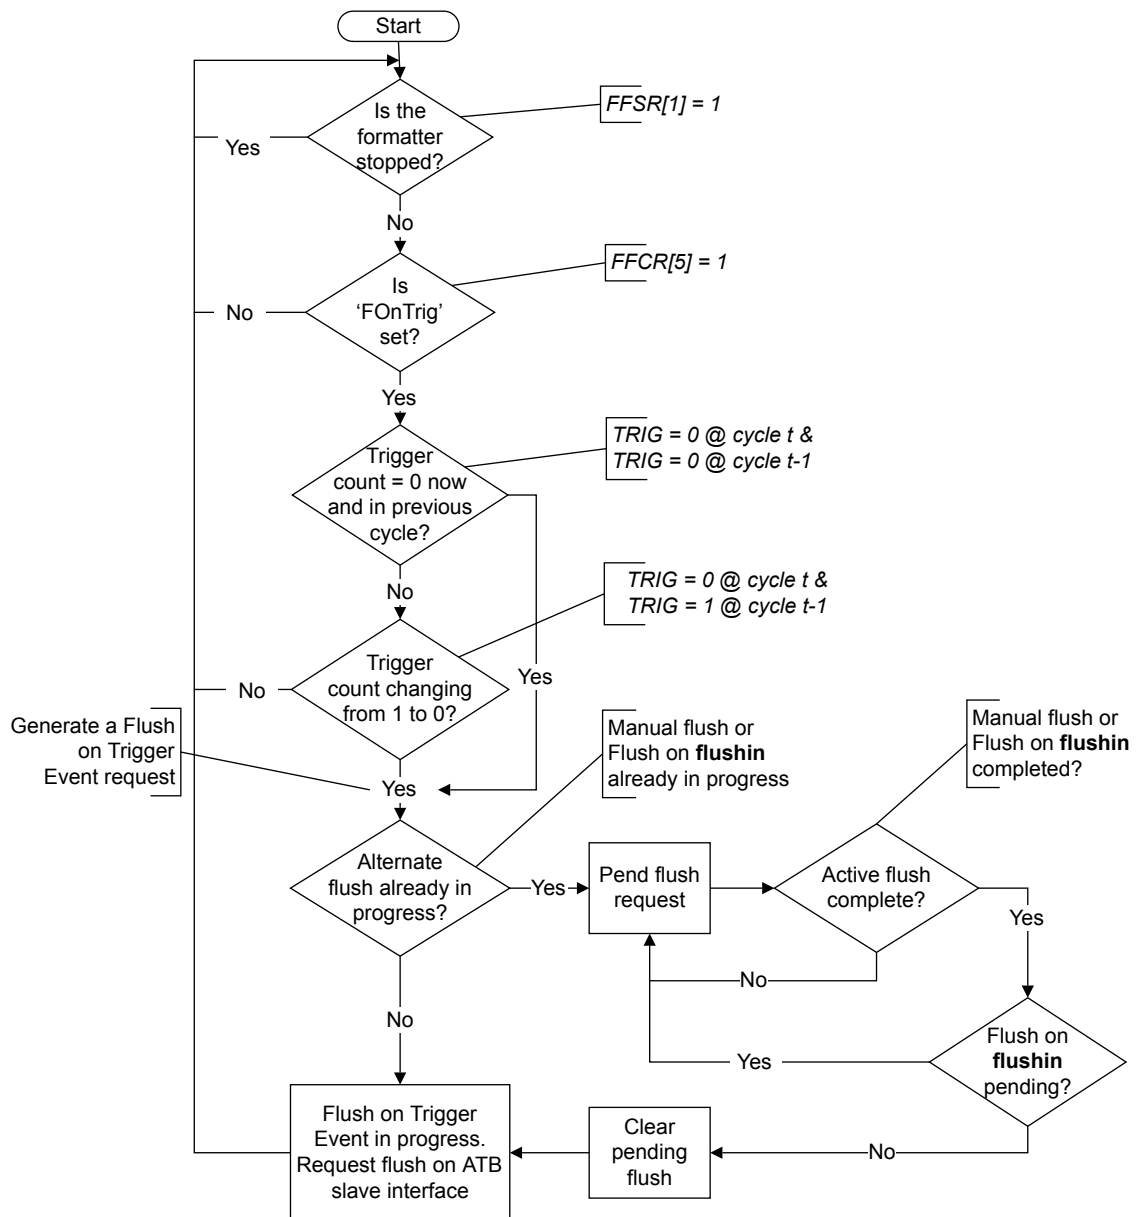 Start
Is the
formatter
stopped?
FFSR[1] = 1
Yes
No
Is
‘FOnTrig’
set?
FFCR[5] = 1
No
Yes
Trigger
count = 0 now
and in previous
cycle?
TRIG = 0 @ cycle t &
TRIG = 0 @ cycle t-1
No
TRIG = 0 @ cycle t &
TRIG = 1 @ cycle t-1
Trigger
count changing
from 1 to 0?
No
Yes
Generate a Flush
on Trigger
Event request
Yes
Manual flush or
Flush on flushin
already in progress
Manual flush or
Flush on flushin
completed?
Alternate
flush already in
progress?
Yes
Pend flush
request
Active flush
complete?
Yes
No
No
Flush on
flushin
pending?
Yes
Flush on Trigger
Event in progress.
Request flush on ATB
slave interface
Clear
pending
flush
No